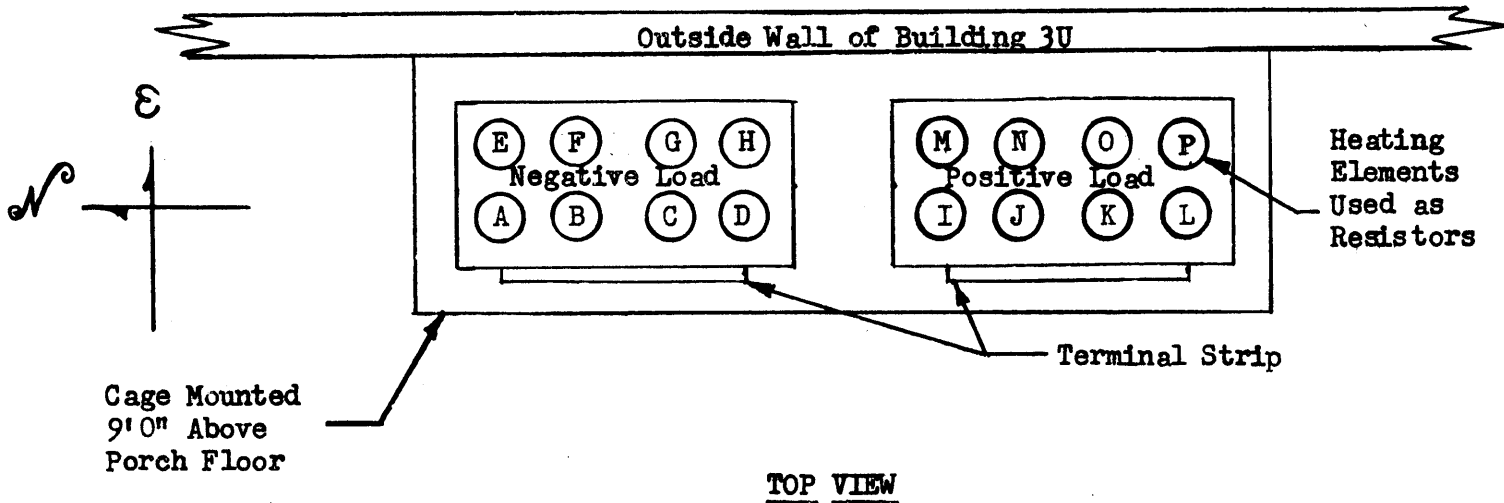 Outside Wall of Building 3U
E
N
E F G H
Negative Load
A B C D
M N O P
Positive Load
I J K L
Heating
Elements
Used as
Resistors
Terminal Strip
Cage Mounted
9'0" Above
Porch Floor
TOP VIEW